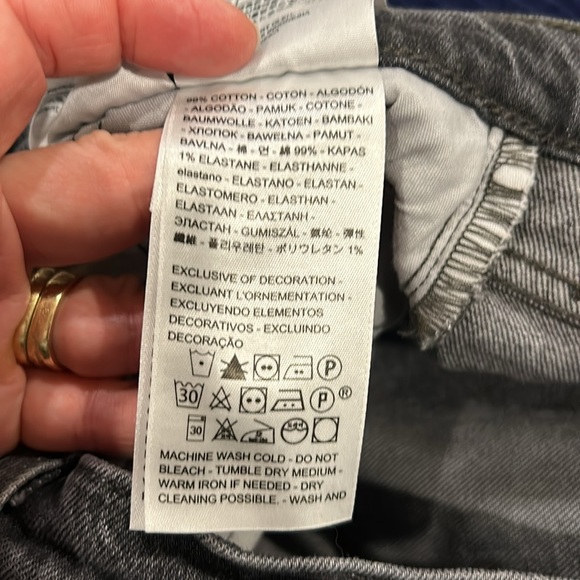 99% COTTON - COTON - ALGODÓN
- ALGODÃO - PAMUK - COTONE -
BAUMWOLLE - KATOEN - BAMBAKI
- ХЛОПОК - BAWEŁNA - PAMUT -
BAVLNA - 棉 - 면 - 綿 99% - KAPAS
1% ELASTANE - ELASTHANNE -
elastano - ELASTANO - ELASTAN -
ELASTOMERO - ELASTHAN -
ELASTAAN - ΕΛΑΣΤΑΝΗ -
ЭЛАСТАН - GUMISZÁL - 氨纶 - 彈性
纖維 - 폴리우레탄 - ポリウレタン 1%
EXCLUSIVE OF DECORATION -
EXCLUANT L'ORNEMENTATION -
EXCLUYENDO ELEMENTOS
DECORATIVOS - EXCLUINDO
DECORAÇÃO
P
30 P ®
30
MACHINE WASH COLD - DO NOT
BLEACH - TUMBLE DRY MEDIUM -
WARM IRON IF NEEDED - DRY
CLEANING POSSIBLE. - WASH AND